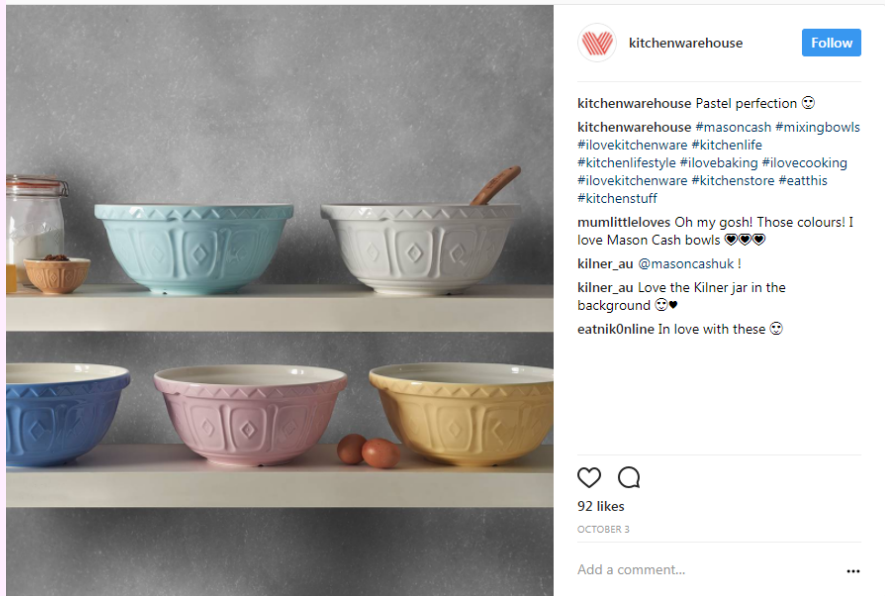 kitchenwarehouse
Follow
kitchenwarehouse Pastel perfection 🙂
kitchenwarehouse #masoncash #mixingbowls
#ilovekitchenware #kitchenlife
#kitchenlifestyle #ilovebaking #ilovecooking
#ilovekitchenware #kitchenstore #eatthis
#kitchenstuff
mumlittleloves Oh my gosh! Those colours! I
love Mason Cash bowls 🖤🖤🖤
kilner_au @masoncashuk !
kilner_au Love the Kilner jar in the
background 🙂♥
eatnik0nline In love with these 🙂
92 likes
OCTOBER 3
Add a comment...